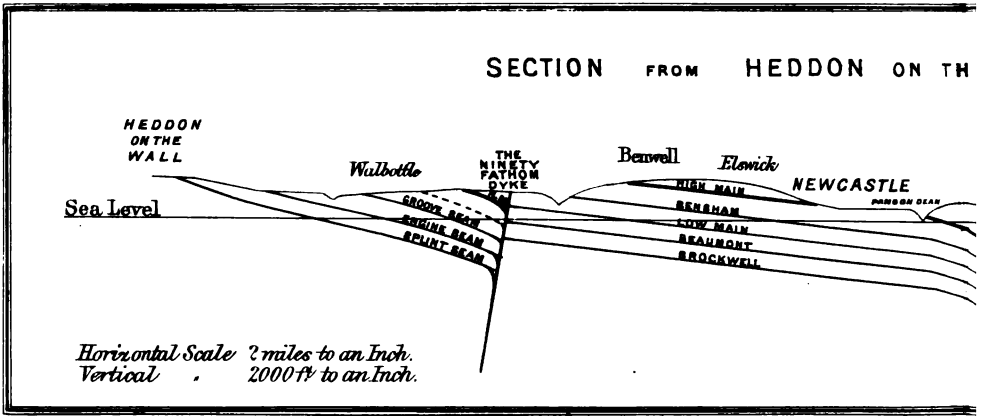 SECTION FROM HEDDON ON TH
HEDDON
ON THE
WALL
Walbottle
THE
NINETY
FATHOM
DYKE
Benwell
Elswick
NEWCASTLE
Sea Level
HIGH MAIN
BENSHAM
LOW MAIN
BEAUMONT
BROCKWELL
GROOVE SEAM
ENGINE SEAM
SPLINT SEAM
Horizontal Scale 2 miles to an Inch.
Vertical " 2000 ft to an Inch.